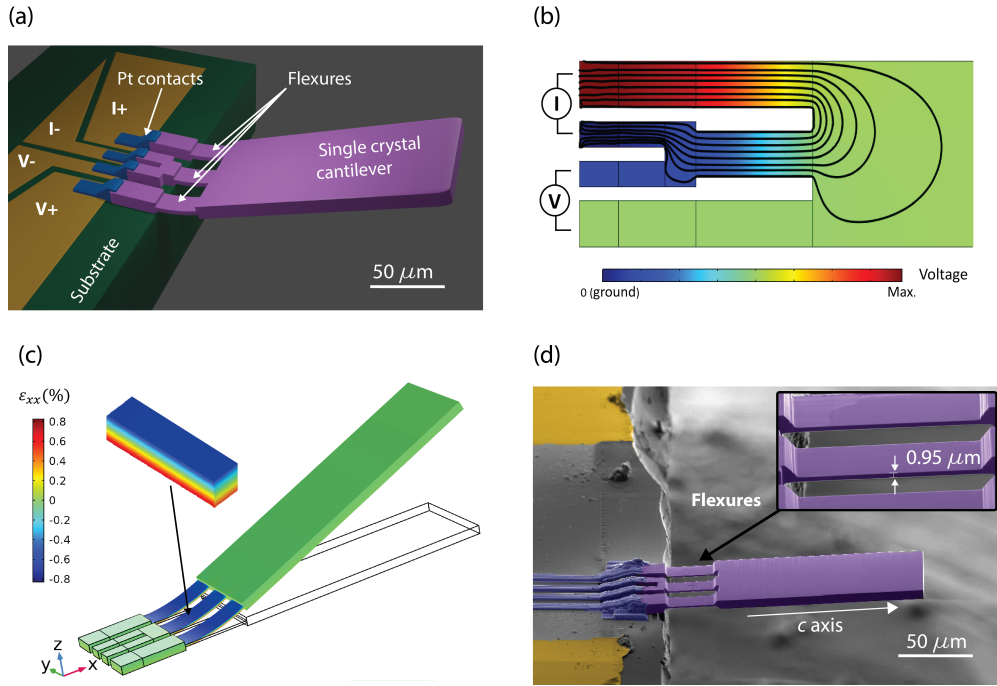 (a)
Pt contacts
Flexures
I+
I-
V-
V+
Single crystal
cantilever
Substrate
50 μm
(b)
I
V
Voltage
0 (ground)
Max.
(c)
εxx(%)
0.8
0.6
0.4
0.2
0
-0.2
-0.4
-0.6
-0.8
z
y
x
(d)
0.95 μm
Flexures
c axis
50 μm